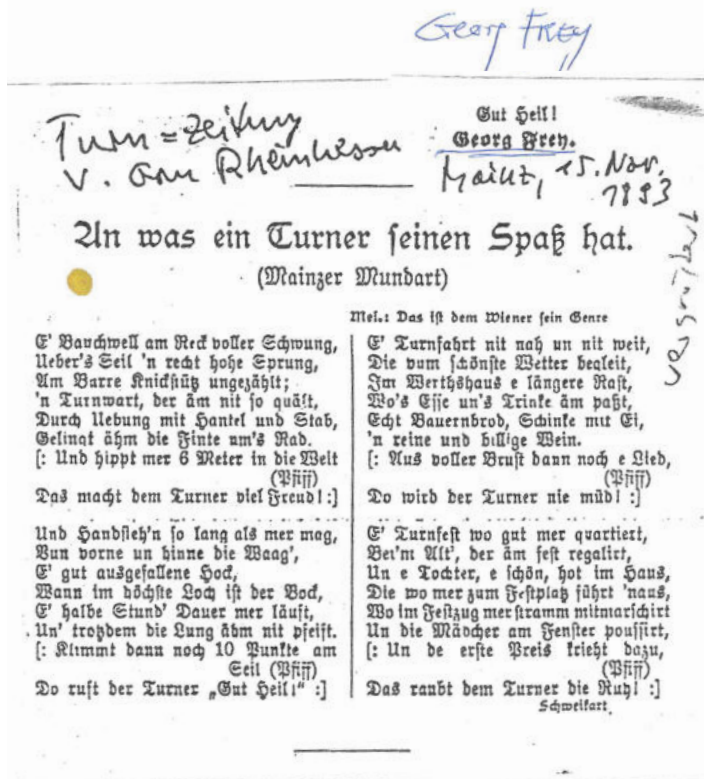 Georg Frey
Turn=Zeitung
v. Gau Rheinhessen
Gut Heil!
Georg Frey.
Mainz, 15. Nov.
1893
vergrößert
An was ein Turner seinen Spaß hat.
(Mainzer Mundart)
Mel.: Das ist dem Wiener sein Genre
E' Bauchwell am Reck voller Schwung,
Ueber's Seil 'n recht hohe Sprung,
Am Barre Knickstütz ungezählt;
'n Turnwart, der äm nit so quält,
Durch Uebung mit Hantel und Stab,
Gelingt ähm die Finte um's Rad.
[: Und hippt mer 6 Meter in die Weit
(Pfiff)
Das macht dem Turner viel Freud! :]
Und Handsteh'n so lang als mer mag,
Vun vorne un hinne die Waag',
E' gut ausgefallene Hock,
Wann im höchste Loch ist der Bock,
E' halbe Stund' Dauer mer läuft,
Un' trotzdem die Lung ähm nit pfeift.
[: Klimmt dann noch 10 Punkte am
Seil (Pfiff)
Do ruft der Turner „Gut Heil!" :]
E' Turnfahrt nit nah un nit weit,
Die vum schönste Wetter begleit,
Im Werthshaus e längere Rast,
Wo's Esse un's Trinke äm paßt,
Echt Bauernbrod, Schinke mit Ei,
'n reine und billige Wein.
[: Aus voller Brust dann noch e Lied,
(Pfiff)
Do wird der Turner nie müd! :]
E' Turnfest wo gut mer quartiert,
Bei'm Alt', der äm fest regalirt,
Un e Tochter, e schön, hot im Haus,
Die wo mer zum Festplatz führt 'naus,
Wo im Festzug mer stramm mitmarschirt
Un die Mädcher am Fenster poussirt,
[: Un de erste Preis krieht dazu,
(Pfiff)
Das raubt dem Turner die Ruh! :]
Schweikart.